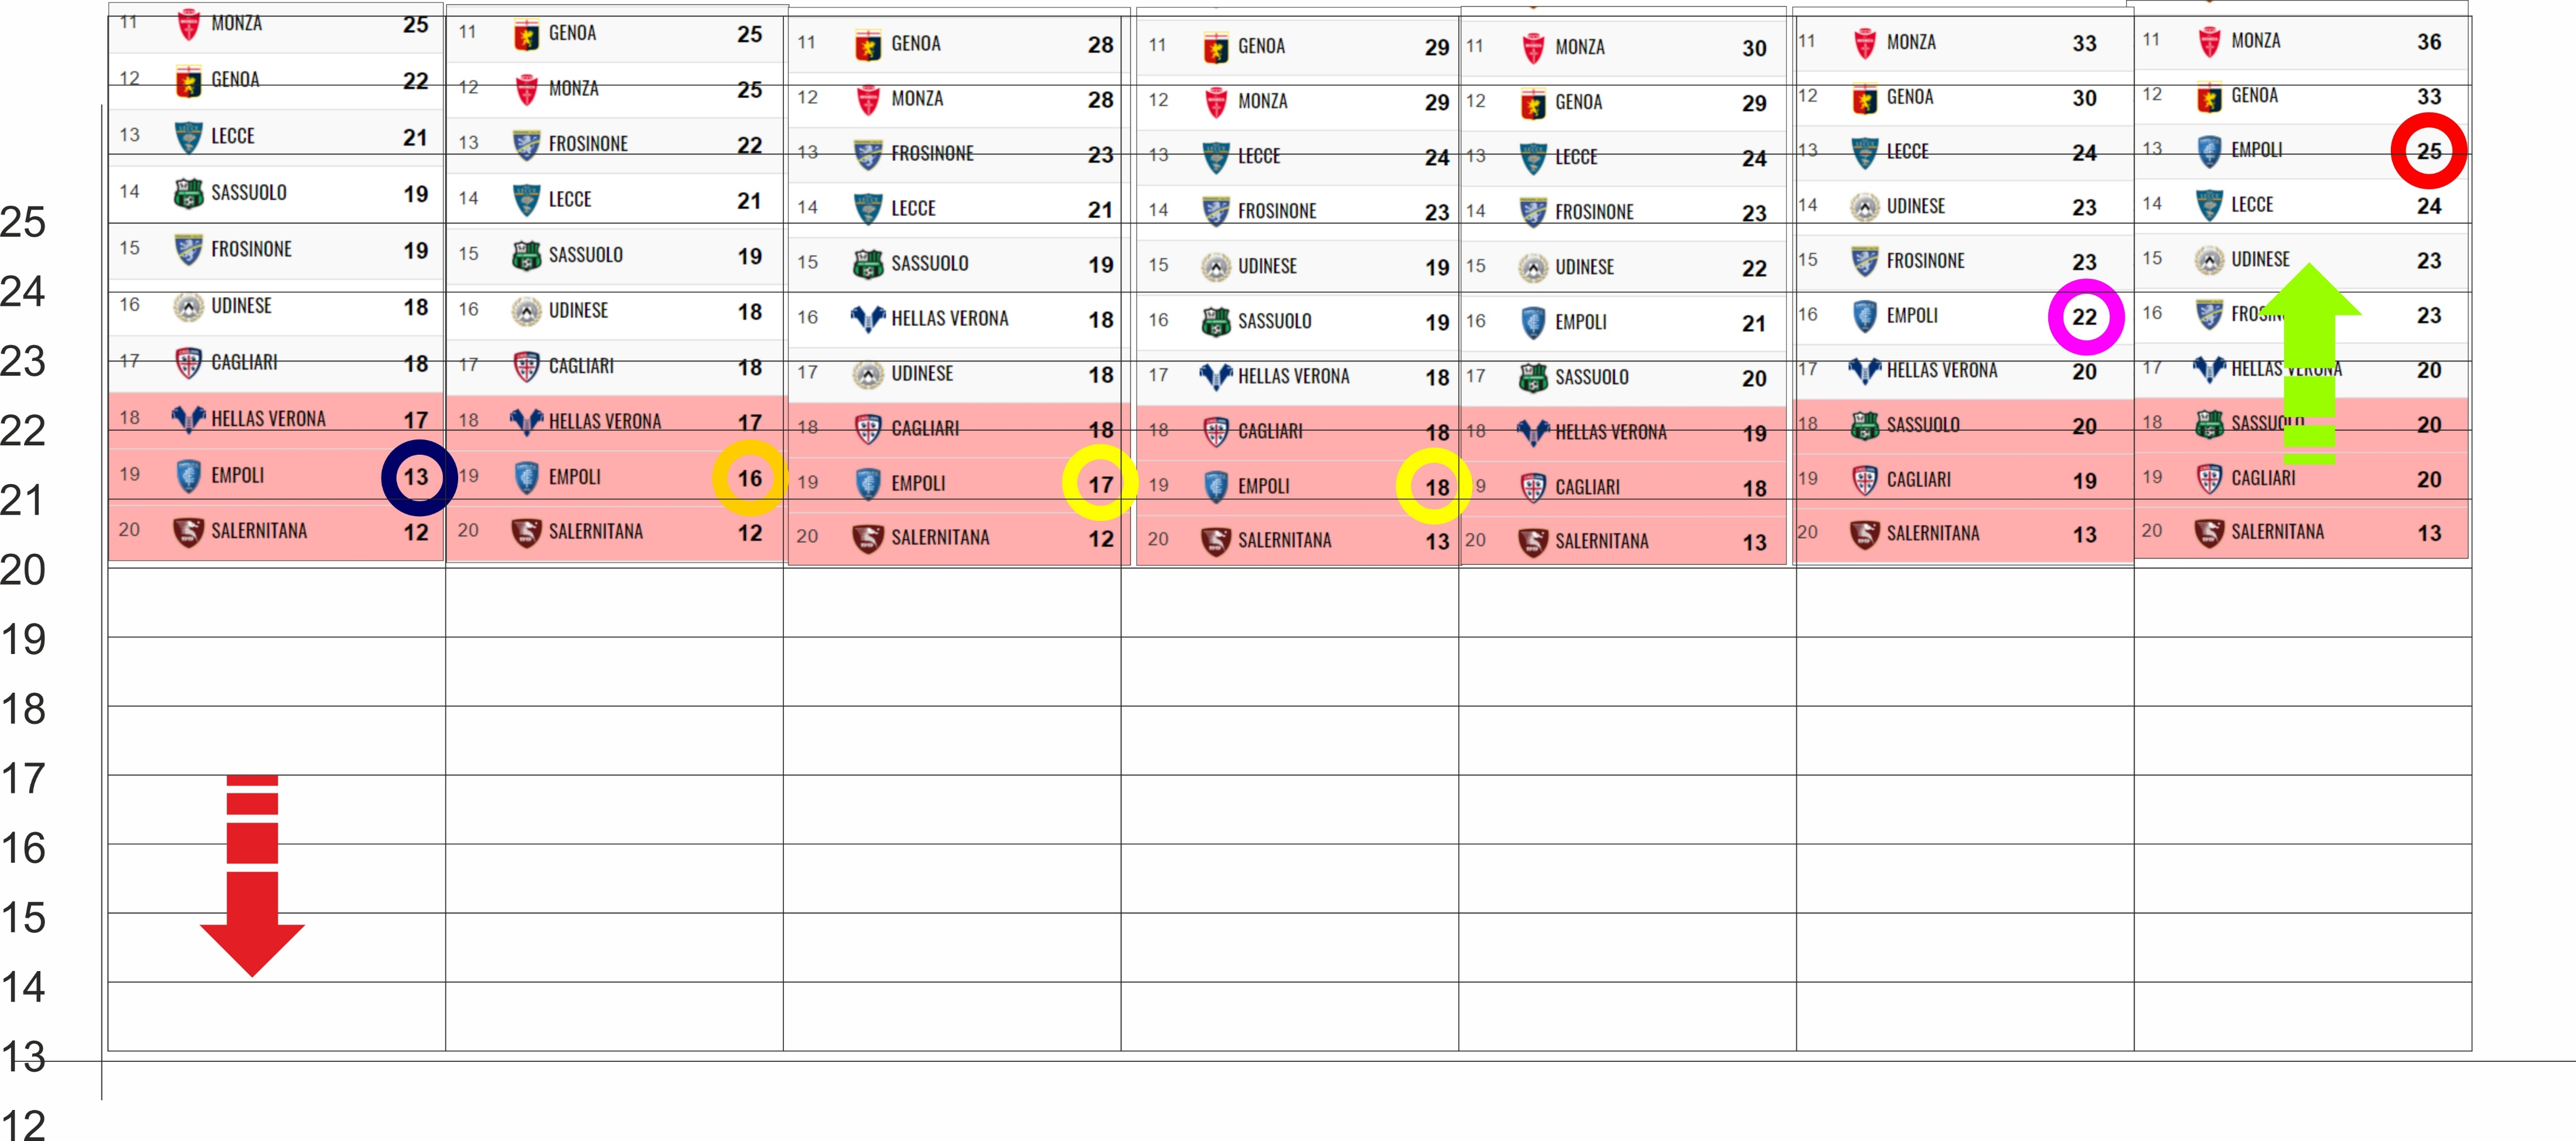 11 MONZA 25
12 GENOA 22
13 LECCE 21
14 SASSUOLO 19
15 FROSINONE 19
16 UDINESE 18
17 CAGLIARI 18
18 HELLAS VERONA 17
19 EMPOLI 13
20 SALERNITANA 12
11 GENOA 25
12 MONZA 25
13 FROSINONE 22
14 LECCE 21
15 SASSUOLO 19
16 UDINESE 18
17 CAGLIARI 18
18 HELLAS VERONA 17
19 EMPOLI 16
20 SALERNITANA 12
11 GENOA 28
12 MONZA 28
13 FROSINONE 23
14 LECCE 21
15 SASSUOLO 19
16 HELLAS VERONA 18
17 UDINESE 18
18 CAGLIARI 18
19 EMPOLI 17
20 SALERNITANA 12
11 GENOA 29
12 MONZA 29
13 LECCE 24
14 FROSINONE 23
15 UDINESE 19
16 SASSUOLO 19
17 HELLAS VERONA 18
18 CAGLIARI 18
19 EMPOLI 18
20 SALERNITANA 13
11 MONZA 30
12 GENOA 29
13 LECCE 24
14 FROSINONE 23
15 UDINESE 22
16 EMPOLI 21
17 SASSUOLO 20
18 HELLAS VERONA 19
9 CAGLIARI 18
20 SALERNITANA 13
11 MONZA 33
12 GENOA 30
13 LECCE 24
14 UDINESE 23
15 FROSINONE 23
16 EMPOLI 22
17 HELLAS VERONA 20
18 SASSUOLO 20
19 CAGLIARI 19
20 SALERNITANA 13
11 MONZA 36
12 GENOA 33
13 EMPOLI 25
14 LECCE 24
15 UDINESE 23
16 FROSIN 23
17 HELLAS VERONA 20
18 SASSUOLO 20
19 CAGLIARI 20
20 SALERNITANA 13
25
24
23
22
21
20
19
18
17
16
15
14
13
12